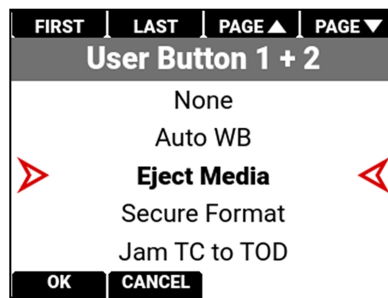 FIRST LAST PAGE▲ PAGE▼
User Button 1 + 2
None
Auto WB
Eject Media
Secure Format
Jam TC to TOD
OK CANCEL